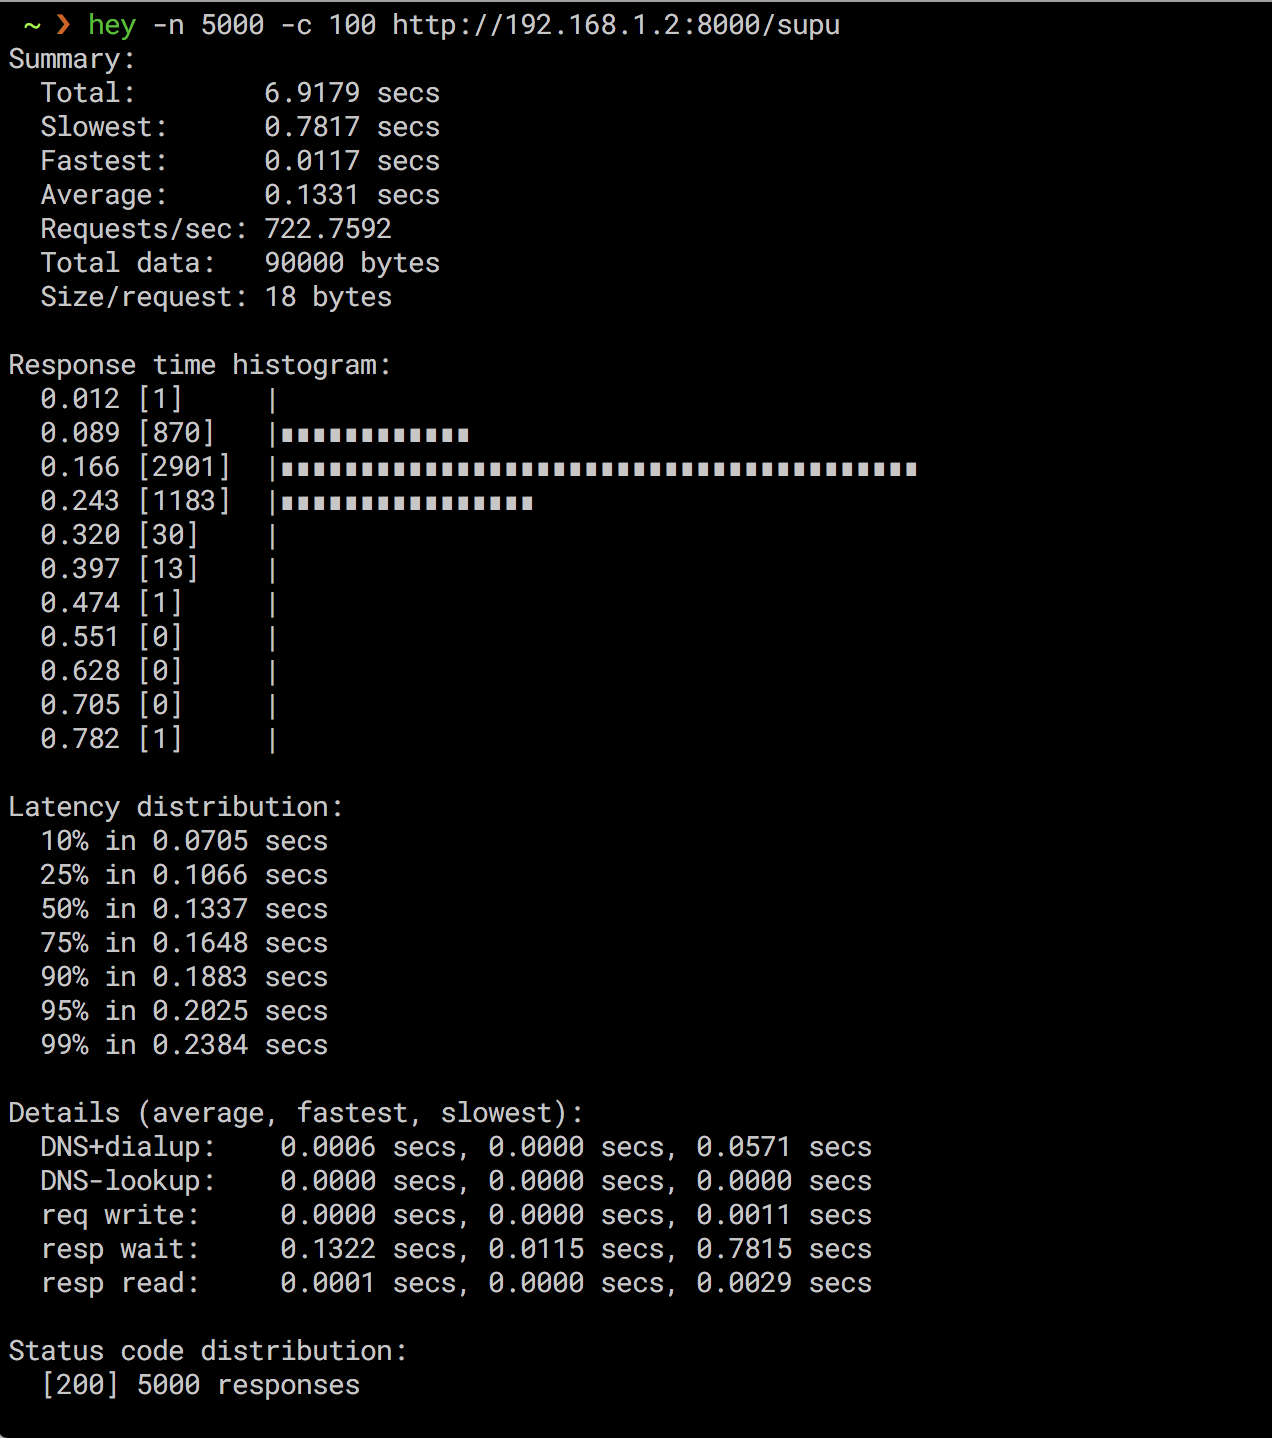 ~ ❯ hey -n 5000 -c 100 http://192.168.1.2:8000/supu
Summary:
  Total:        6.9179 secs
  Slowest:      0.7817 secs
  Fastest:      0.0117 secs
  Average:      0.1331 secs
  Requests/sec: 722.7592
  Total data:   90000 bytes
  Size/request: 18 bytes

Response time histogram:
  0.012 [1]     |
  0.089 [870]   |∎∎∎∎∎∎∎∎∎∎∎∎
  0.166 [2901]  |∎∎∎∎∎∎∎∎∎∎∎∎∎∎∎∎∎∎∎∎∎∎∎∎∎∎∎∎∎∎∎∎∎∎∎∎∎∎∎∎
  0.243 [1183]  |∎∎∎∎∎∎∎∎∎∎∎∎∎∎∎∎
  0.320 [30]    |
  0.397 [13]    |
  0.474 [1]     |
  0.551 [0]     |
  0.628 [0]     |
  0.705 [0]     |
  0.782 [1]     |

Latency distribution:
  10% in 0.0705 secs
  25% in 0.1066 secs
  50% in 0.1337 secs
  75% in 0.1648 secs
  90% in 0.1883 secs
  95% in 0.2025 secs
  99% in 0.2384 secs

Details (average, fastest, slowest):
  DNS+dialup:    0.0006 secs, 0.0000 secs, 0.0571 secs
  DNS-lookup:    0.0000 secs, 0.0000 secs, 0.0000 secs
  req write:     0.0000 secs, 0.0000 secs, 0.0011 secs
  resp wait:     0.1322 secs, 0.0115 secs, 0.7815 secs
  resp read:     0.0001 secs, 0.0000 secs, 0.0029 secs

Status code distribution:
  [200] 5000 responses